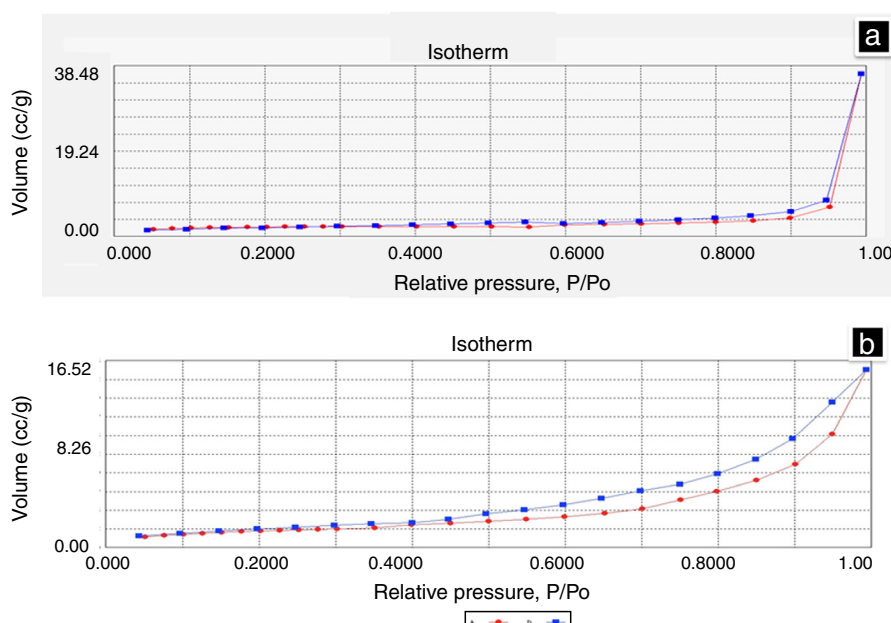 a
Isotherm
38.48
19.24
0.00
Volume (cc/g)
0.000 0.2000 0.4000 0.6000 0.8000 1.00
Relative pressure, P/Po
b
Isotherm
16.52
8.26
0.00
Volume (cc/g)
0.000 0.2000 0.4000 0.6000 0.8000 1.00
Relative pressure, P/Po